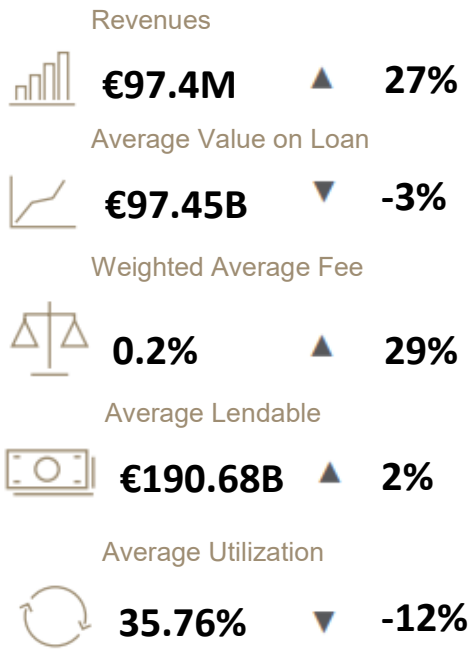 Revenues
€97.4M ▲ 27%
Average Value on Loan
€97.45B ▼ -3%
Weighted Average Fee
0.2% ▲ 29%
Average Lendable
€190.68B ▲ 2%
Average Utilization
35.76% ▼ -12%